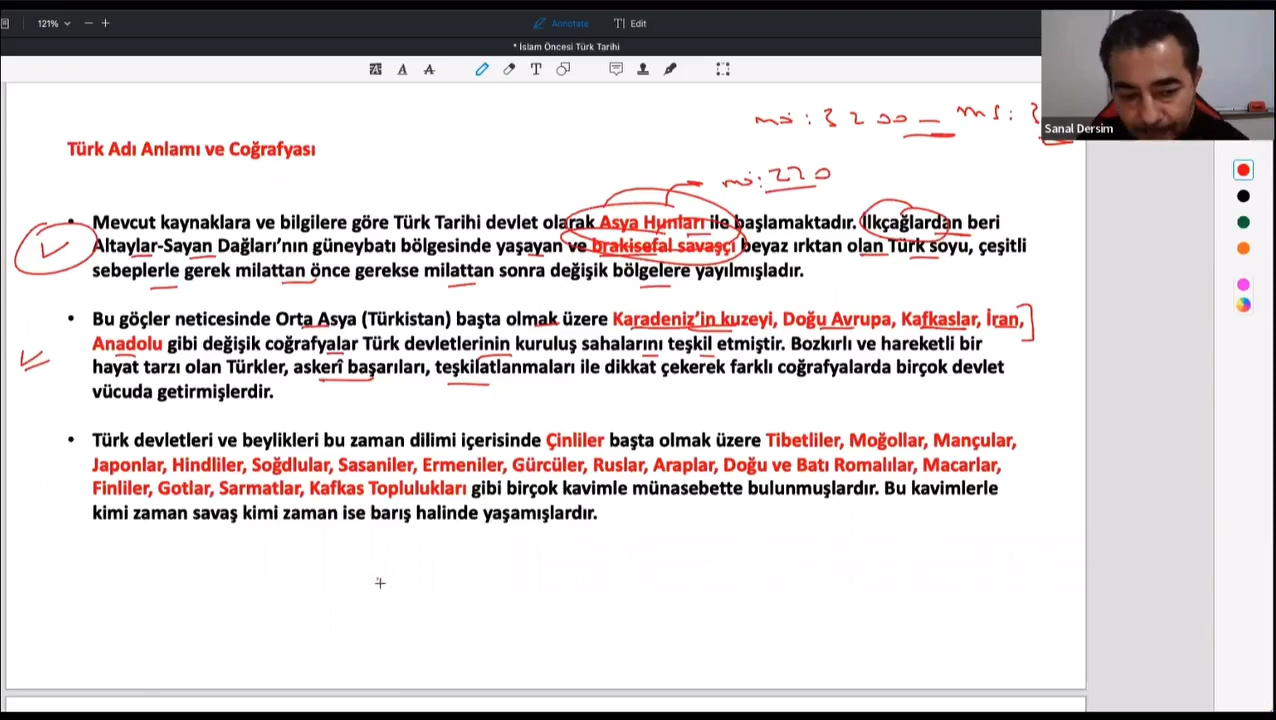 121%
Annotate
Edit
* İslam Öncesi Türk Tarihi
Sanal Dersim
mö: 3200 – ms: 3
Türk Adı Anlamı ve Coğrafyası
mö: 220
• Mevcut kaynaklara ve bilgilere göre Türk Tarihi devlet olarak Asya Hunları ile başlamaktadır. İlkçağlardan beri
Altaylar-Sayan Dağları’nın güneybatı bölgesinde yaşayan ve brakisefal savaşçı beyaz ırktan olan Türk soyu, çeşitli
sebeplerle gerek milattan önce gerekse milattan sonra değişik bölgelere yayılmışladır.
• Bu göçler neticesinde Orta Asya (Türkistan) başta olmak üzere Karadeniz’in kuzeyi, Doğu Avrupa, Kafkaslar, İran,
Anadolu gibi değişik coğrafyalar Türk devletlerinin kuruluş sahalarını teşkil etmiştir. Bozkırlı ve hareketli bir
hayat tarzı olan Türkler, askerî başarıları, teşkilatlanmaları ile dikkat çekerek farklı coğrafyalarda birçok devlet
vücuda getirmişlerdir.
• Türk devletleri ve beylikleri bu zaman dilimi içerisinde Çinliler başta olmak üzere Tibetliler, Moğollar, Mançular,
Japonlar, Hindliler, Soğdlular, Sasaniler, Ermeniler, Gürcüler, Ruslar, Araplar, Doğu ve Batı Romalılar, Macarlar,
Finliler, Gotlar, Sarmatlar, Kafkas Toplulukları gibi birçok kavimle münasebette bulunmuşlardır. Bu kavimlerle
kimi zaman savaş kimi zaman ise barış halinde yaşamışlardır.